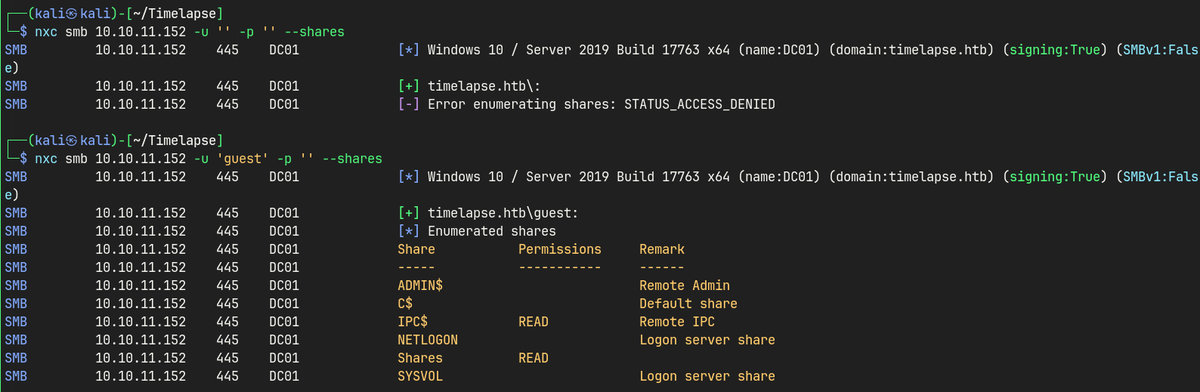 ┌──(kali㉿kali)-[~/Timelapse]
└─$ nxc smb 10.10.11.152 -u '' -p '' --shares
SMB 10.10.11.152 445 DC01 [*] Windows 10 / Server 2019 Build 17763 x64 (name:DC01) (domain:timelapse.htb) (signing:True) (SMBv1:Fals
e)
SMB 10.10.11.152 445 DC01 [+] timelapse.htb\:
SMB 10.10.11.152 445 DC01 [-] Error enumerating shares: STATUS_ACCESS_DENIED
┌──(kali㉿kali)-[~/Timelapse]
└─$ nxc smb 10.10.11.152 -u 'guest' -p '' --shares
SMB 10.10.11.152 445 DC01 [*] Windows 10 / Server 2019 Build 17763 x64 (name:DC01) (domain:timelapse.htb) (signing:True) (SMBv1:Fals
e)
SMB 10.10.11.152 445 DC01 [+] timelapse.htb\guest:
SMB 10.10.11.152 445 DC01 [*] Enumerated shares
SMB 10.10.11.152 445 DC01 Share Permissions Remark
SMB 10.10.11.152 445 DC01 ----- ----------- ------
SMB 10.10.11.152 445 DC01 ADMIN$ Remote Admin
SMB 10.10.11.152 445 DC01 C$ Default share
SMB 10.10.11.152 445 DC01 IPC$ READ Remote IPC
SMB 10.10.11.152 445 DC01 NETLOGON Logon server share
SMB 10.10.11.152 445 DC01 Shares READ
SMB 10.10.11.152 445 DC01 SYSVOL Logon server share